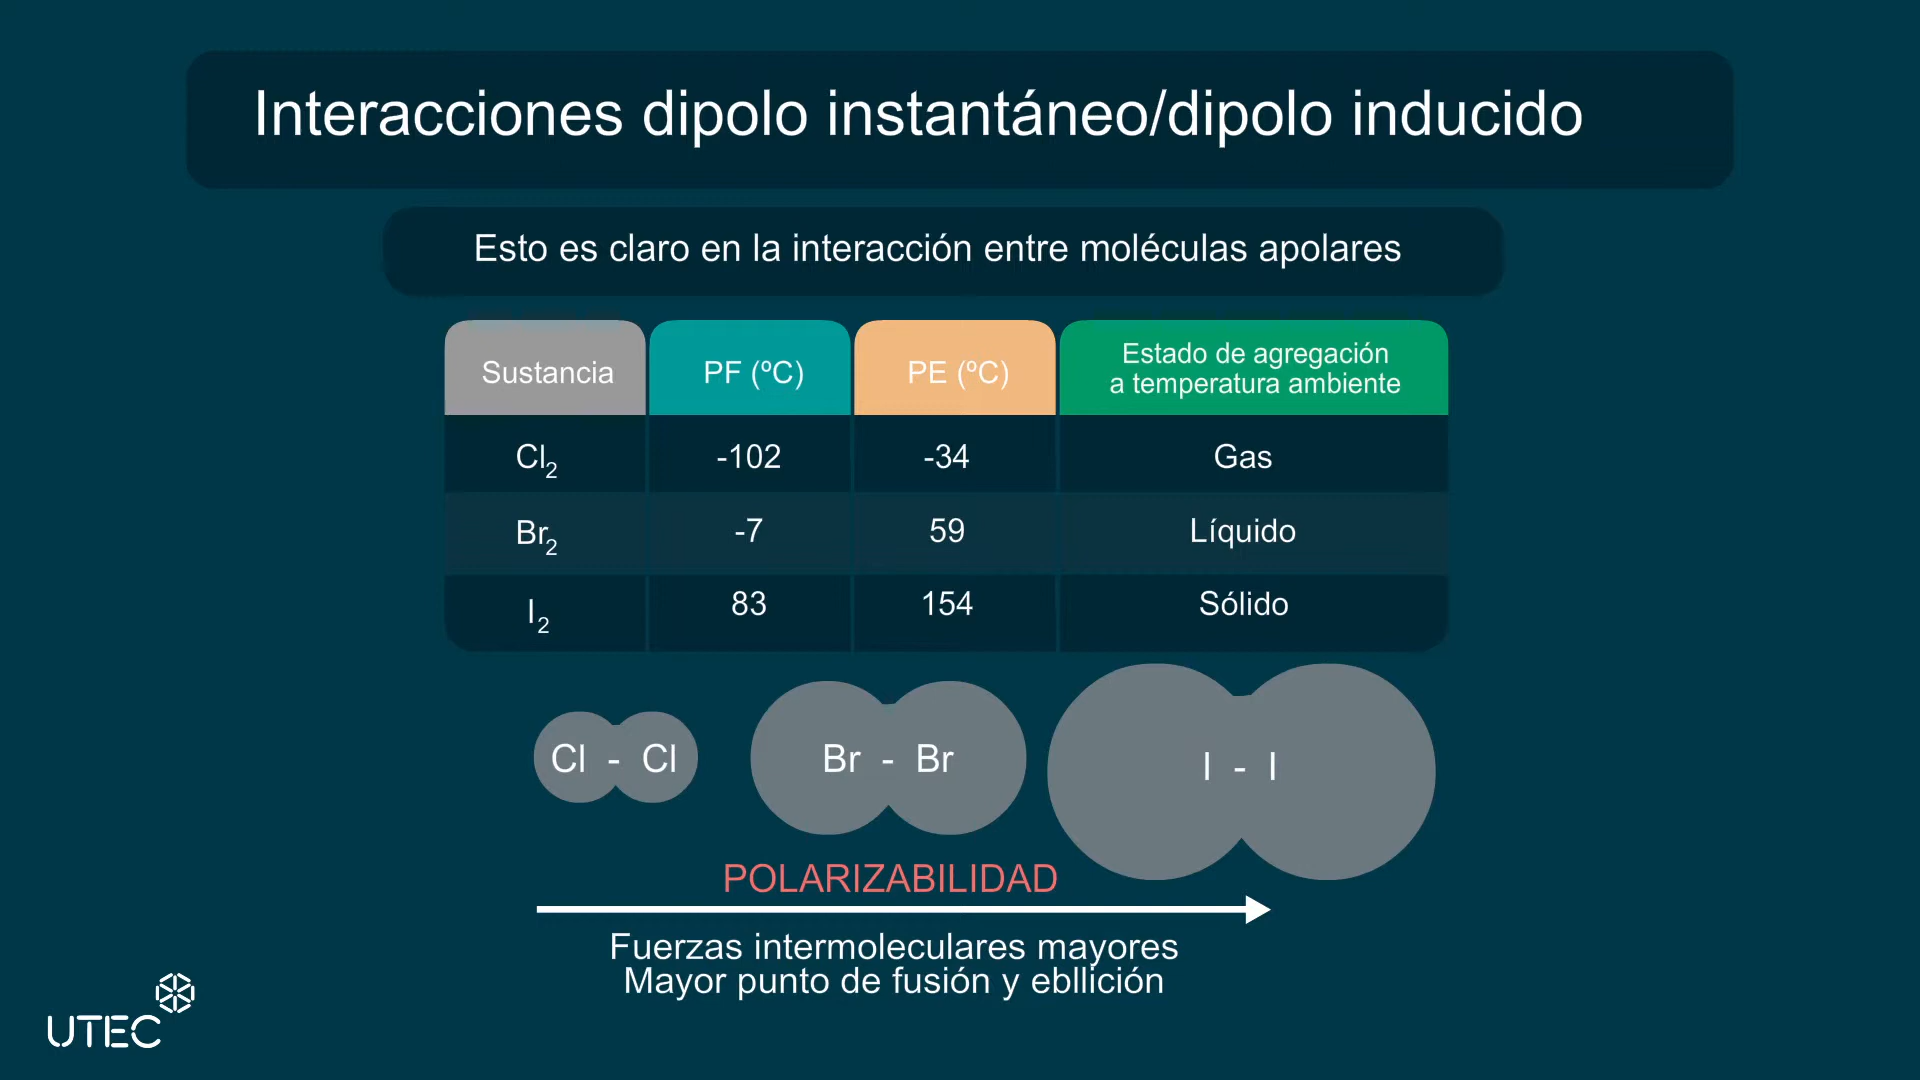 Interacciones dipolo instantáneo/dipolo inducido
Esto es claro en la interacción entre moléculas apolares
Sustancia PF (ºC) PE (ºC) Estado de agregación a temperatura ambiente
Cl2 -102 -34 Gas
Br2 -7 59 Líquido
I2 83 154 Sólido
Cl - Cl Br - Br I - I
POLARIZABILIDAD
Fuerzas intermoleculares mayores
Mayor punto de fusión y ebllición
UTEC